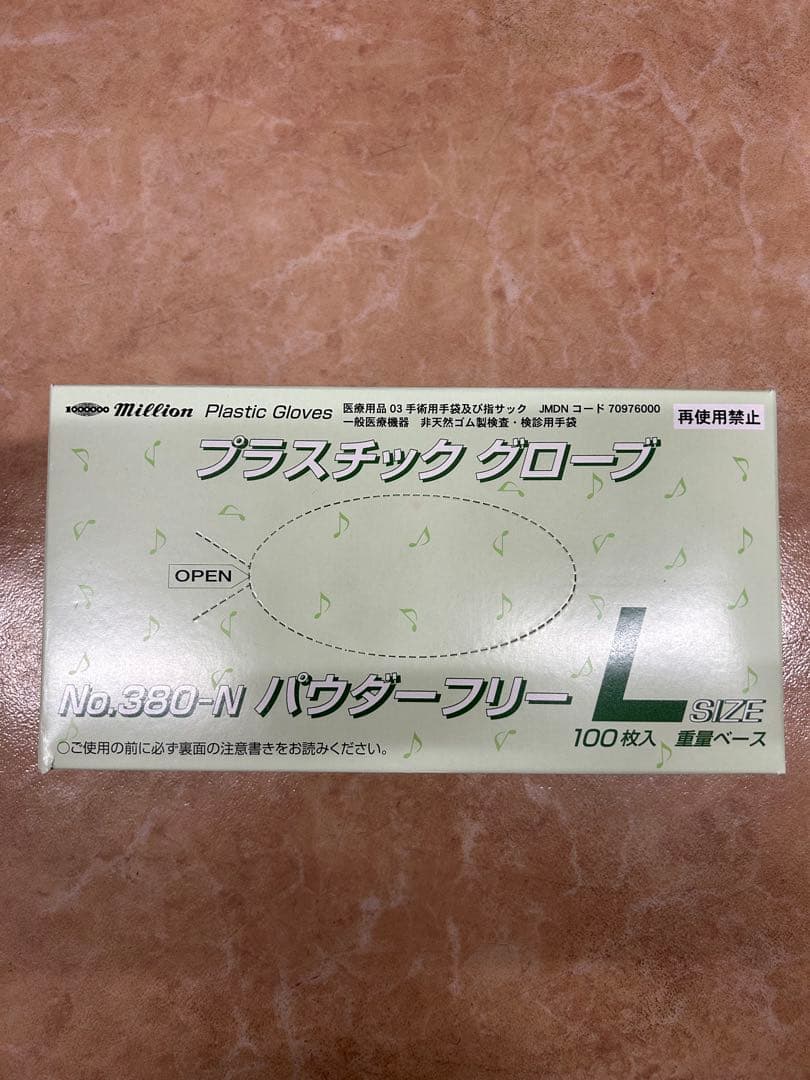 1000000 million Plastic Gloves
医療用品 03 手術用手袋及び指サック JMDN コード 70976000
一般医療機器 非天然ゴム製検査・検診用手袋
再使用禁止
プラスチック グローブ
OPEN
No.380-N パウダーフリー
L SIZE
100枚入 重量ベース
○ご使用の前に必ず裏面の注意書きをお読みください。